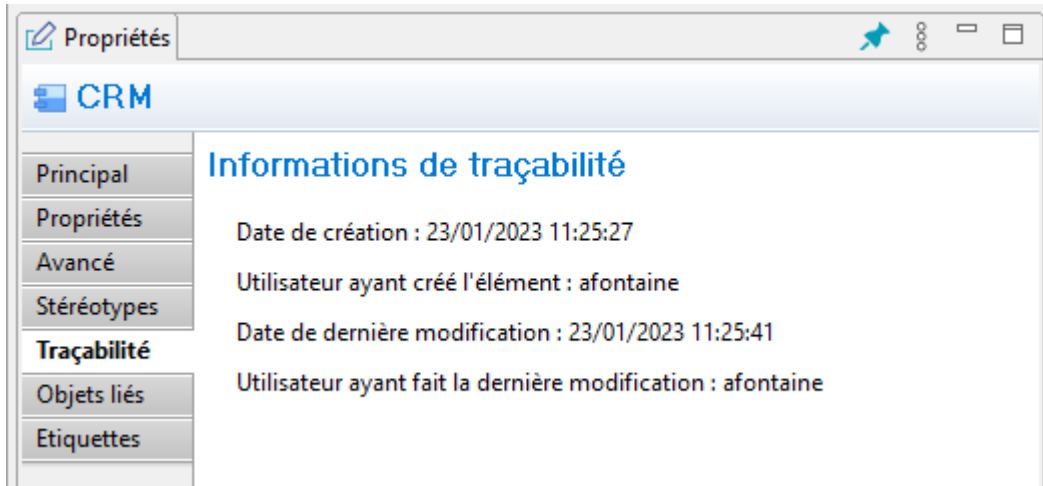 Propriétés
CRM
Principal
Propriétés
Avancé
Stéréotypes
Traçabilité
Objets liés
Etiquettes
Informations de traçabilité
Date de création : 23/01/2023 11:25:27
Utilisateur ayant créé l'élément : afontaine
Date de dernière modification : 23/01/2023 11:25:41
Utilisateur ayant fait la dernière modification : afontaine